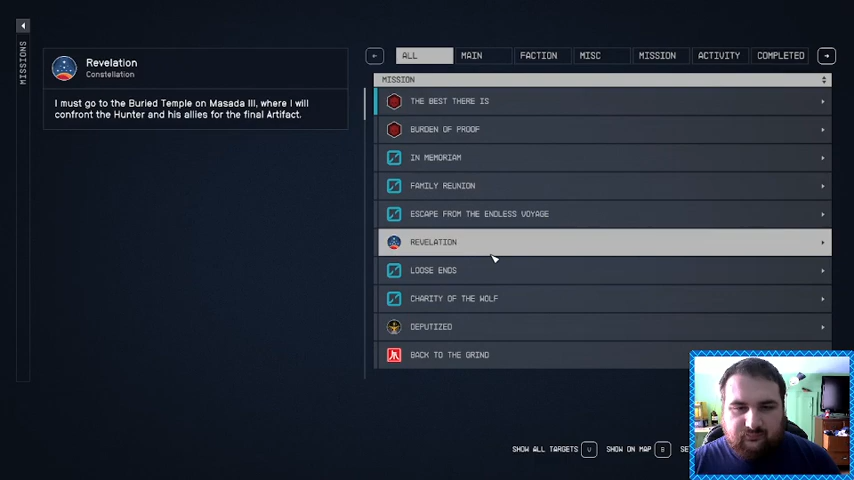 MISSIONS
Revelation
Constellation
I must go to the Buried Temple on Masada III, where I will
confront the Hunter and his allies for the final Artifact.
ALL MAIN FACTION MISC MISSION ACTIVITY COMPLETED
MISSION
THE BEST THERE IS
BURDEN OF PROOF
IN MEMORIAM
FAMILY REUNION
ESCAPE FROM THE ENDLESS VOYAGE
REVELATION
LOOSE ENDS
CHARITY OF THE WOLF
DEPUTIZED
BACK TO THE GRIND
SHOW ALL TARGETS U SHOW ON MAP SE